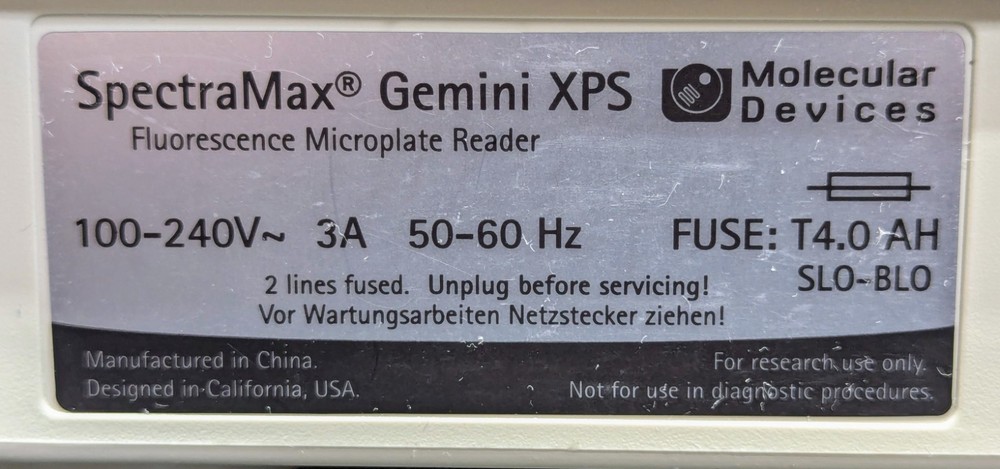 SpectraMax® Gemini XPS
Molecular
Devices
Fluorescence Microplate Reader
100-240V~ 3A 50-60 Hz
FUSE: T4.0 AH
SLO-BLO
2 lines fused. Unplug before servicing!
Vor Wartungsarbeiten Netzstecker ziehen!
Manufactured in China.
Designed in California, USA.
For research use only.
Not for use in diagnostic procedures.